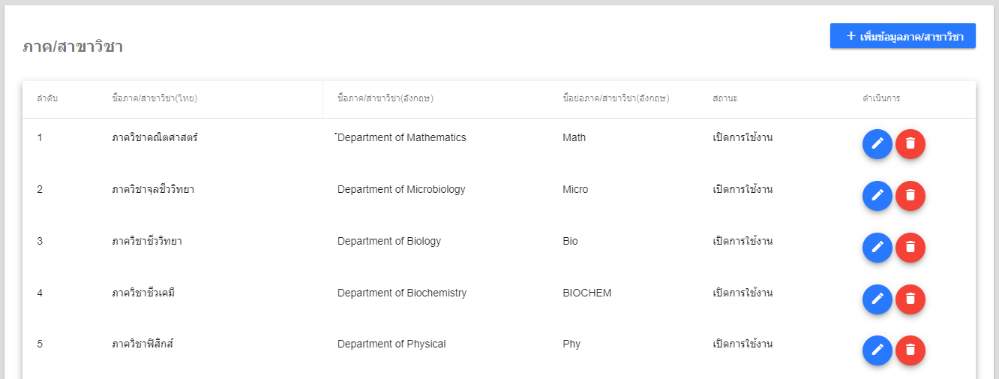 ภาค/สาขาวิชา
+ เพิ่มข้อมูลภาค/สาขาวิชา
ลำดับ ชื่อภาค/สาขาวิชา(ไทย) ชื่อภาค/สาขาวิชา(อังกฤษ) ชื่อย่อภาค/สาขาวิชา(อังกฤษ) สถานะ ดำเนินการ
1 ภาควิชาคณิตศาสตร์ ์Department of Mathematics Math เปิดการใช้งาน
2 ภาควิชาจุลชีววิทยา Department of Microbiology Micro เปิดการใช้งาน
3 ภาควิชาชีววิทยา Department of Biology Bio เปิดการใช้งาน
4 ภาควิชาชีวเคมี Department of Biochemistry BIOCHEM เปิดการใช้งาน
5 ภาควิชาฟิสิกส์ Department of Physical Phy เปิดการใช้งาน